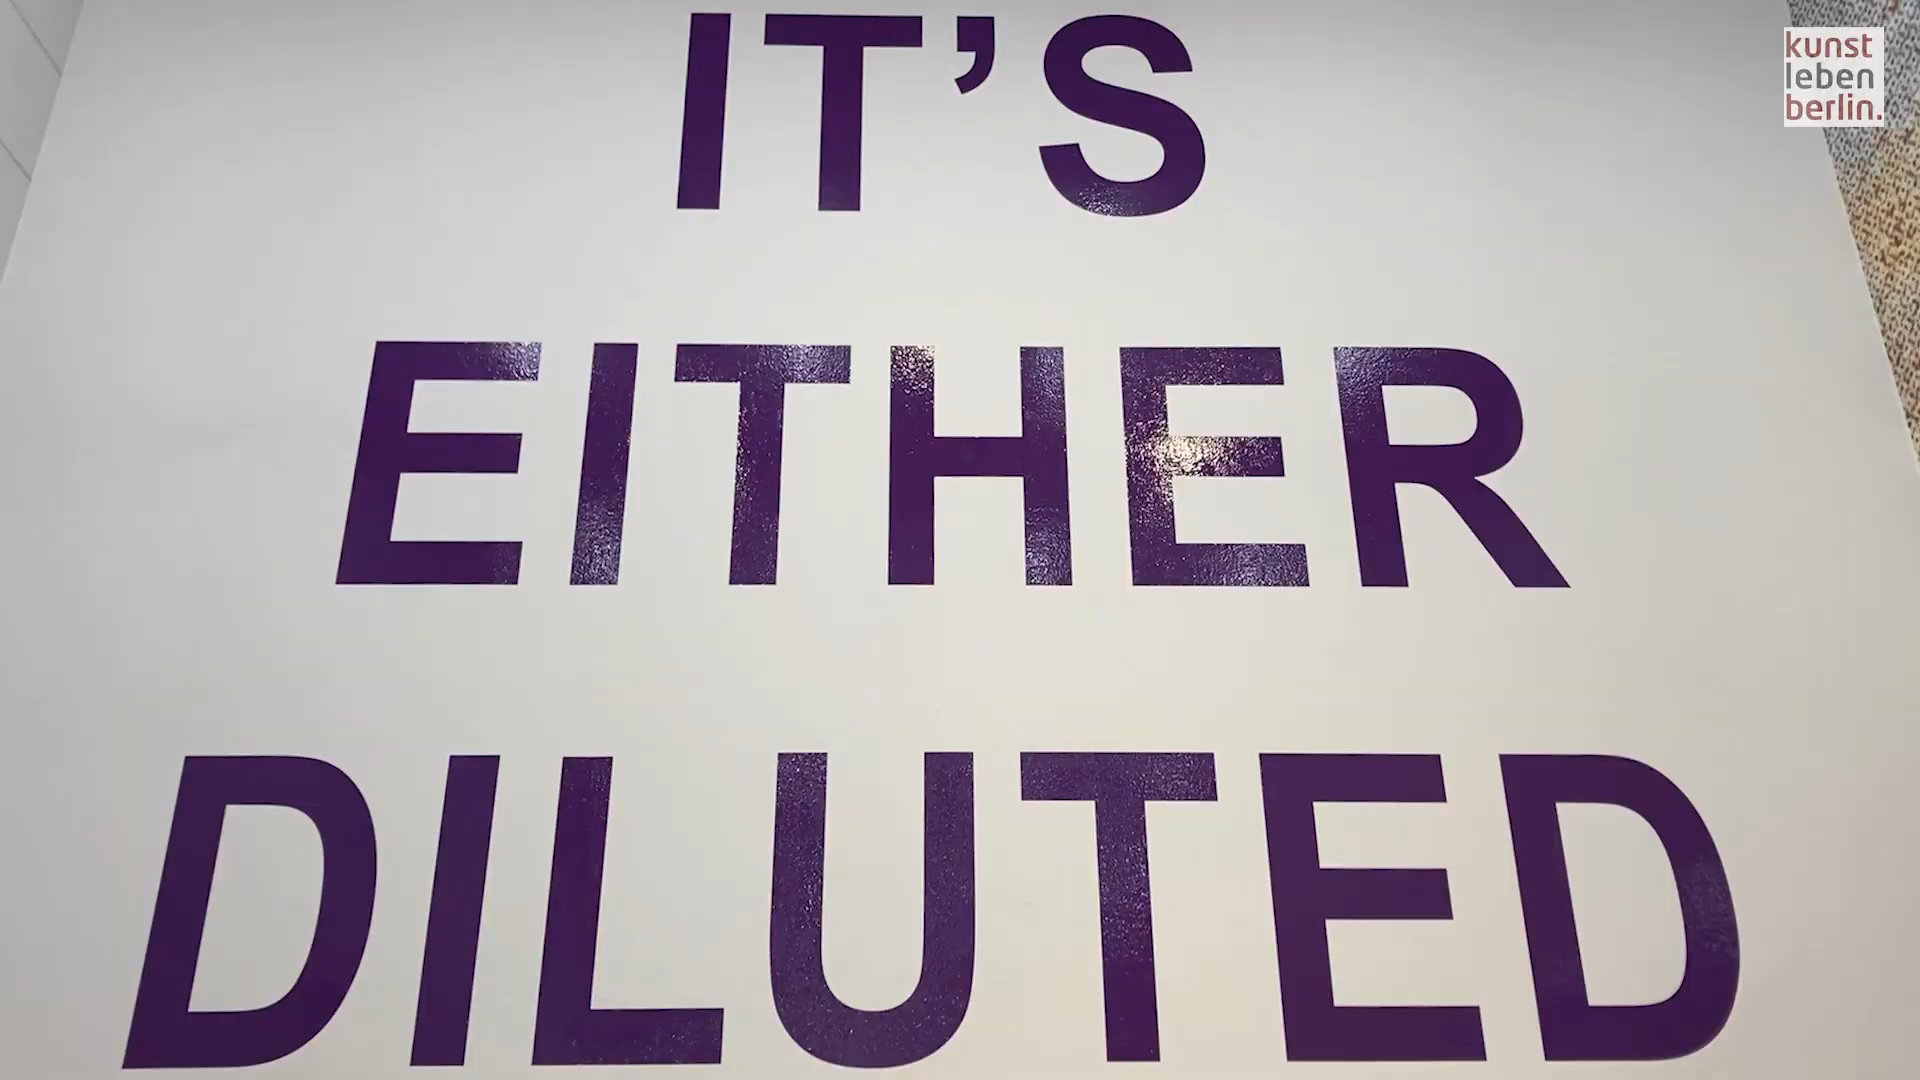 IT’S
EITHER
DILUTED
kunst
leben
berlin.